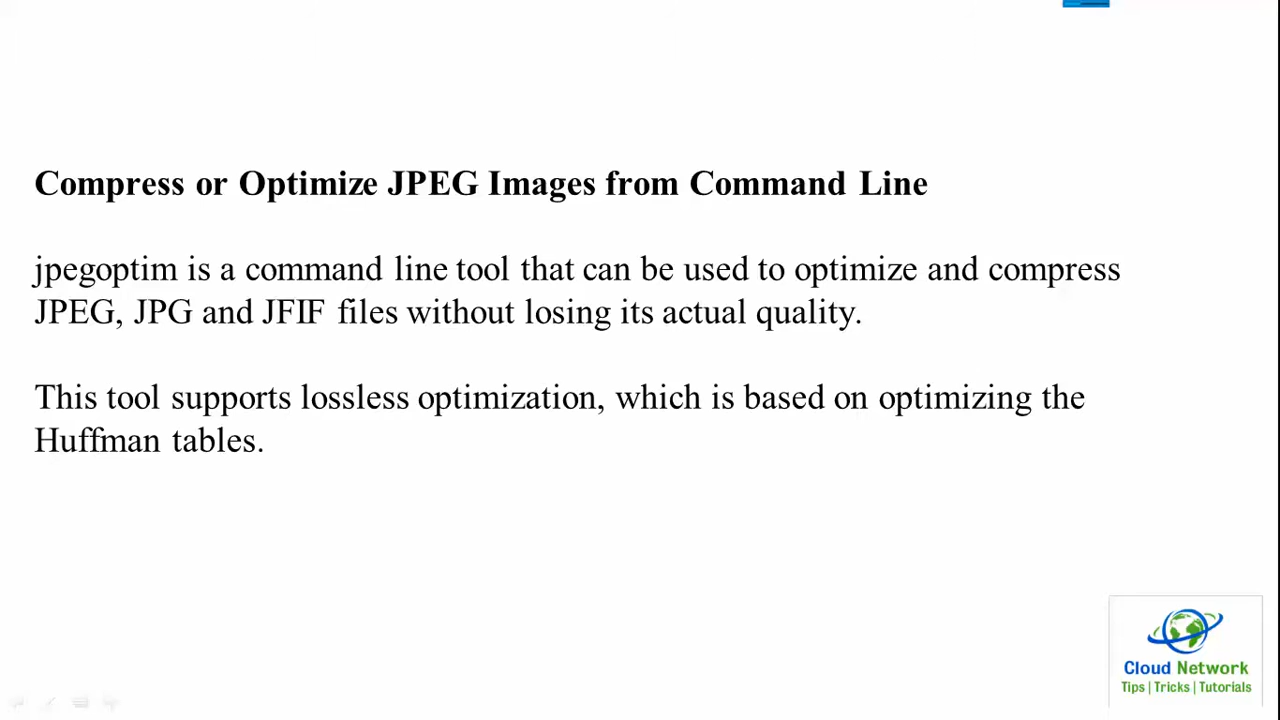 Compress or Optimize JPEG Images from Command Line
jpegoptim is a command line tool that can be used to optimize and compress
JPEG, JPG and JFIF files without losing its actual quality.
This tool supports lossless optimization, which is based on optimizing the
Huffman tables.
Cloud Network
Tips | Tricks | Tutorials